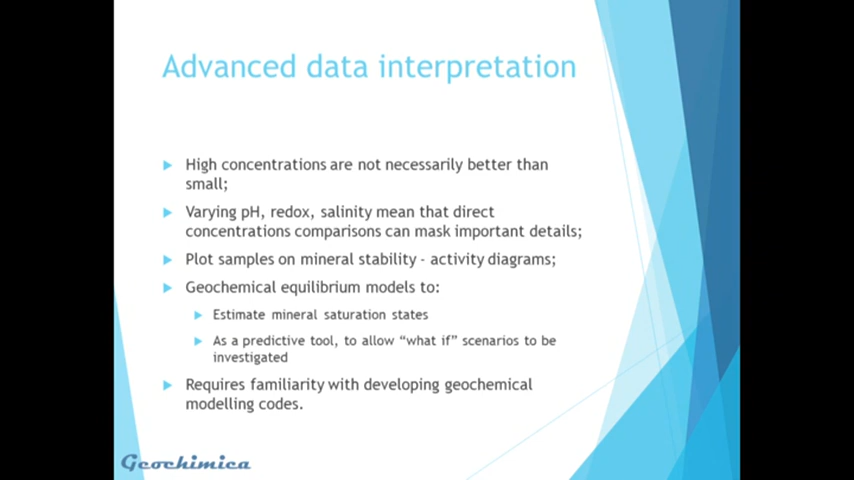 Advanced data interpretation
High concentrations are not necessarily better than
small;
Varying pH, redox, salinity mean that direct
concentrations comparisons can mask important details;
Plot samples on mineral stability - activity diagrams;
Geochemical equilibrium models to:
Estimate mineral saturation states
As a predictive tool, to allow “what if” scenarios to be
investigated
Requires familiarity with developing geochemical
modelling codes.
Geochimica